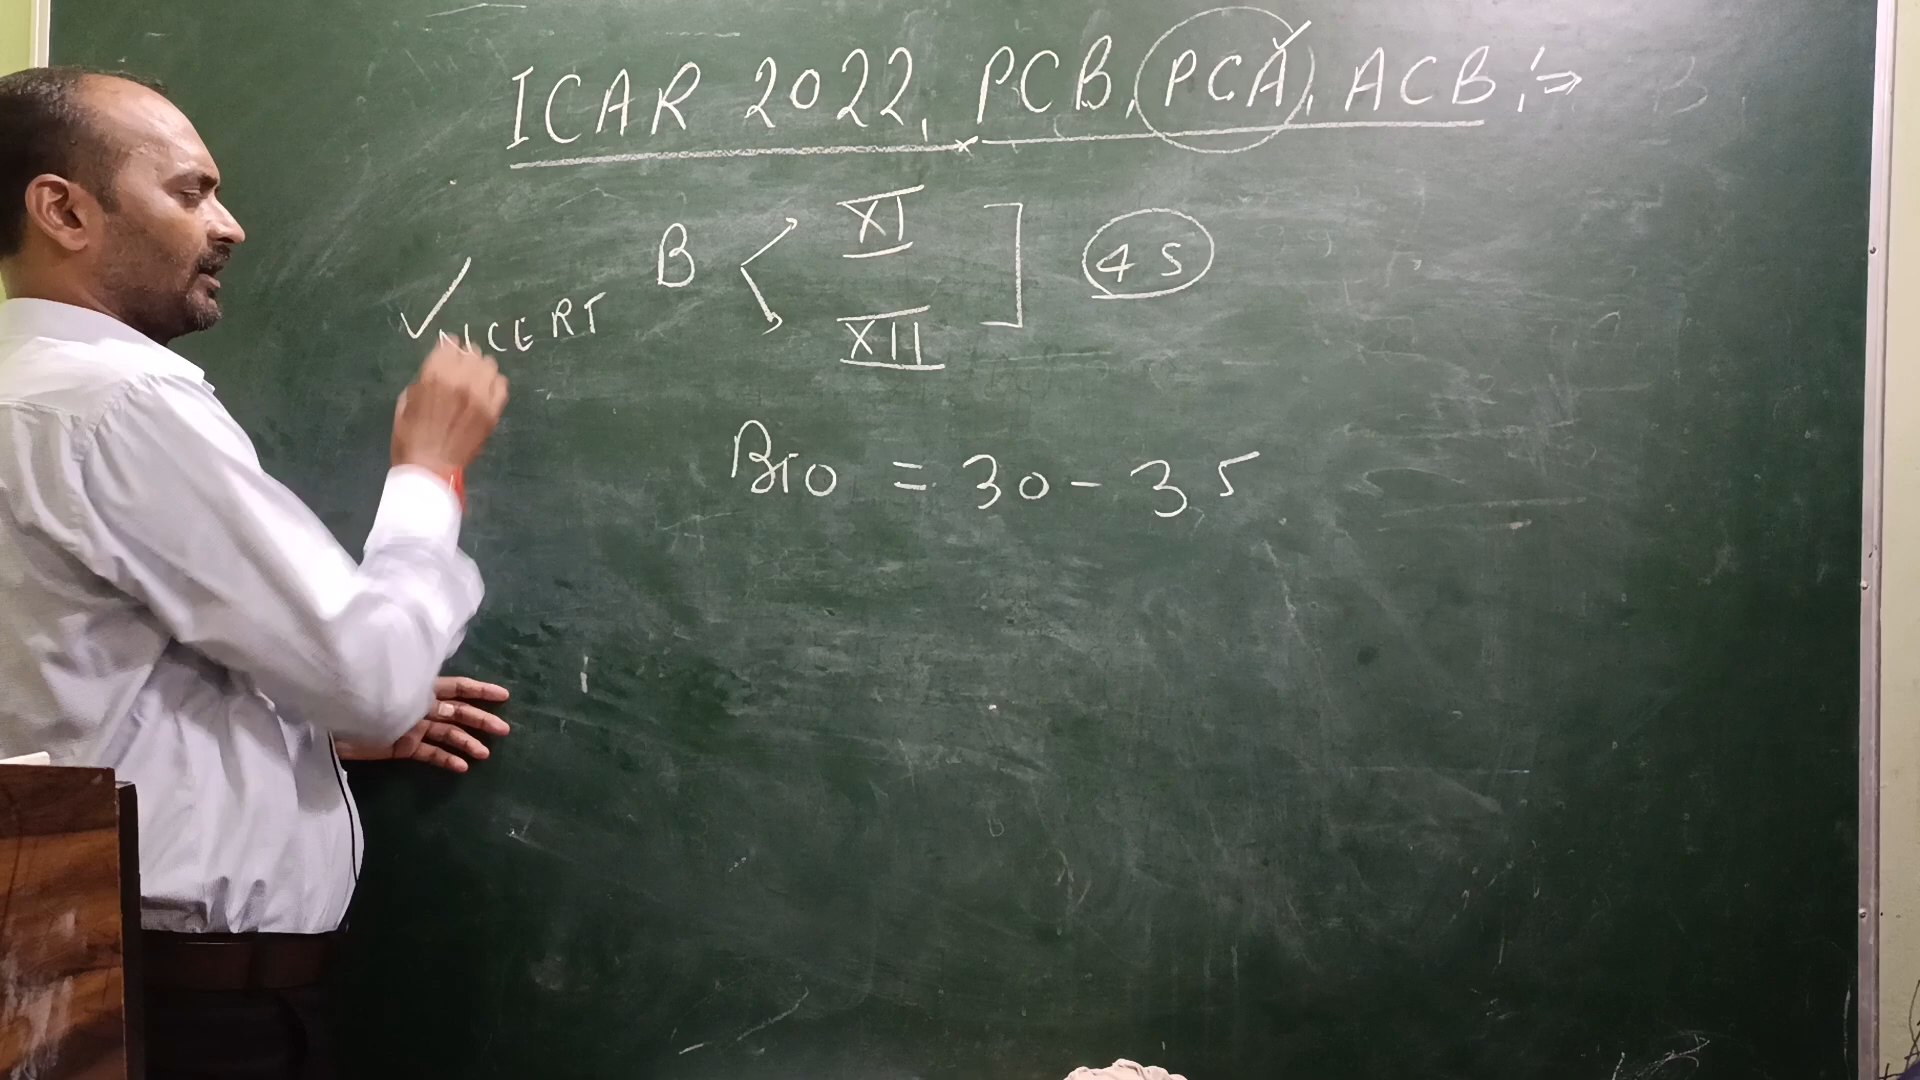 ICAR 2022, PCB, PCA, ACB :⇒
B XI 45
NCERT
XII
Bio = 30 - 35